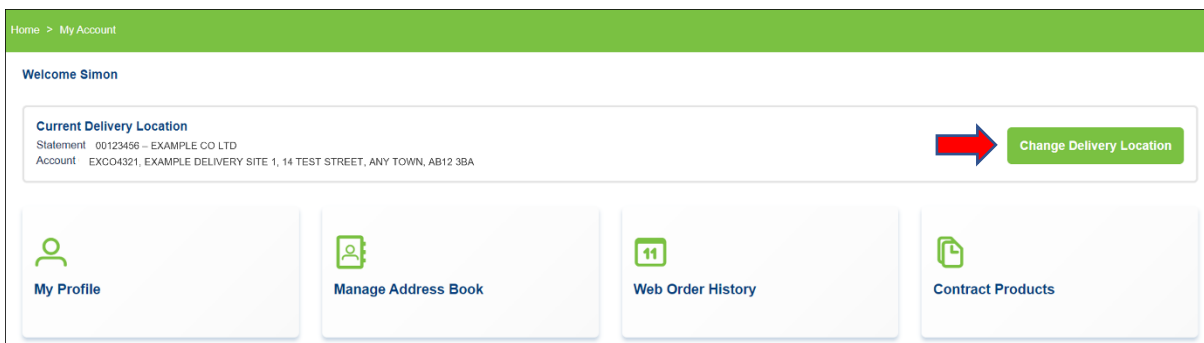 Home > My Account
Welcome Simon
Current Delivery Location
Statement 00123456 – EXAMPLE CO LTD
Account EXCO4321, EXAMPLE DELIVERY SITE 1, 14 TEST STREET, ANY TOWN, AB12 3BA
Change Delivery Location
11
My Profile
Manage Address Book
Web Order History
Contract Products